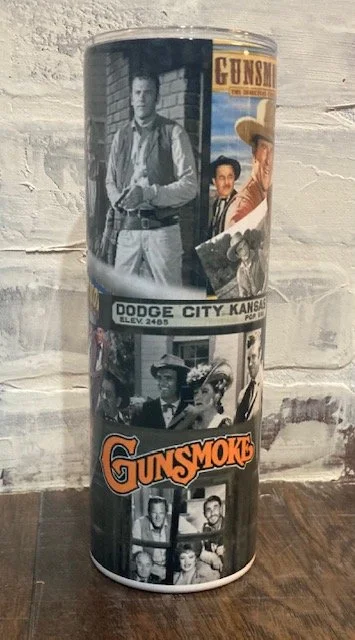 GUNSM
DODGE CITY KANSAS
ELEV. 2485
GUNSMOKE